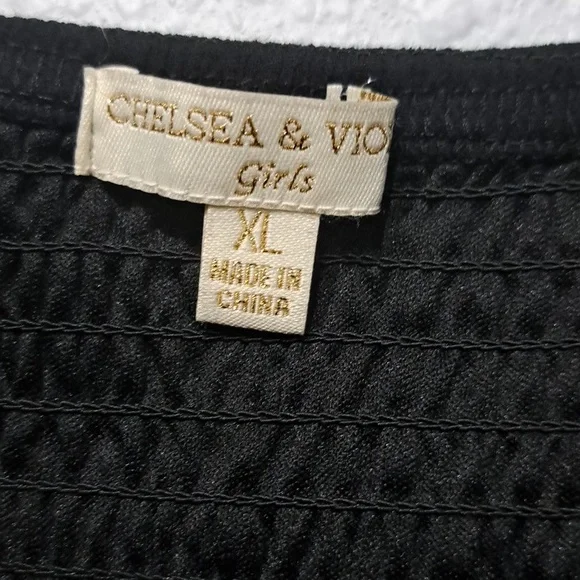 CHELSEA & VIO
Girls
XL
MADE IN
CHINA